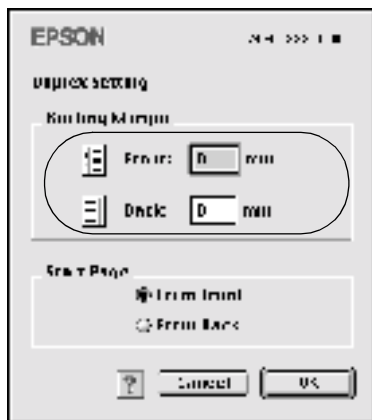 EPSON
Duplex Setting
Binding Margin
Front: 0 mm
Back: 0 mm
Start Page
From Front
From Back
? Cancel OK